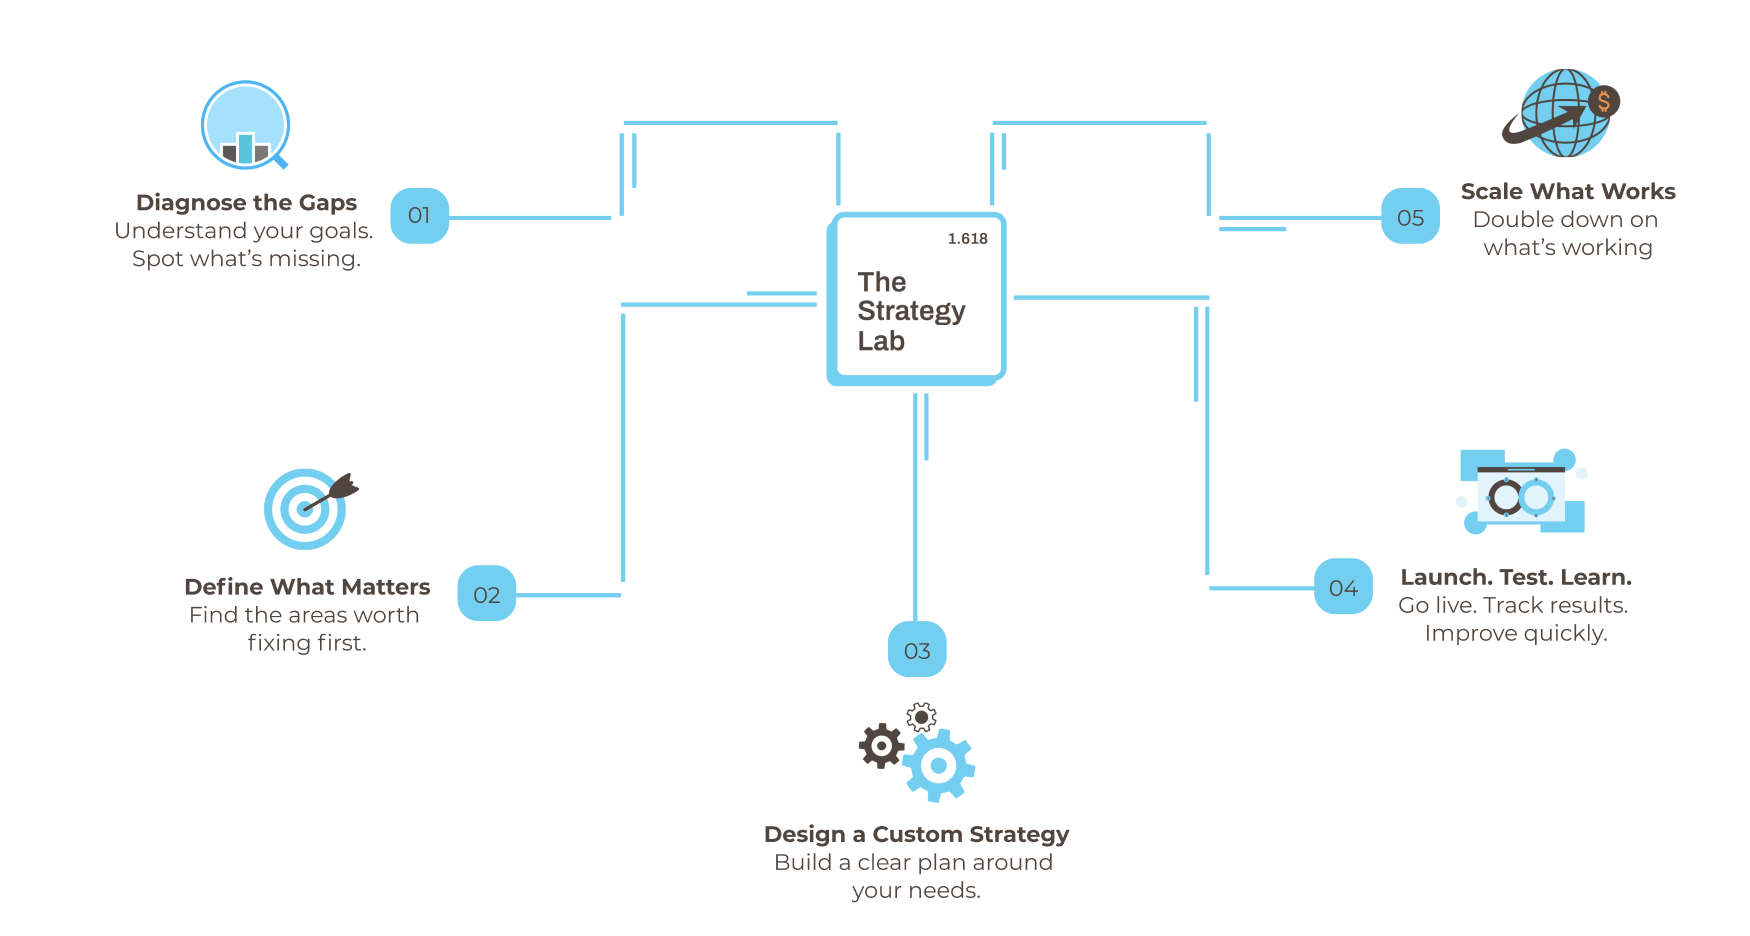 1.618
The
Strategy
Lab
01
Diagnose the Gaps
Understand your goals.
Spot what’s missing.
02
Define What Matters
Find the areas worth
fixing first.
03
Design a Custom Strategy
Build a clear plan around
your needs.
04
Launch. Test. Learn.
Go live. Track results.
Improve quickly.
05
Scale What Works
Double down on
what’s working
$